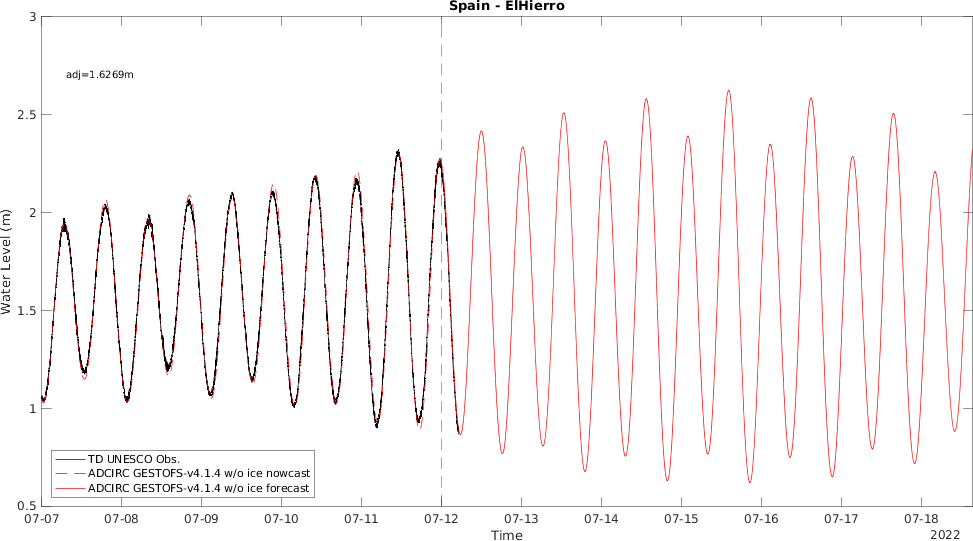 Spain - ElHierro
3
adj=1.6269m
2.5
2
Water Level (m)
1.5
1
TD UNESCO Obs.
ADCIRC GESTOFS-v4.1.4 w/o ice nowcast
ADCIRC GESTOFS-v4.1.4 w/o ice forecast
0.5
07-07 07-08 07-09 07-10 07-11 07-12 07-13 07-14 07-15 07-16 07-17 07-18
Time
2022